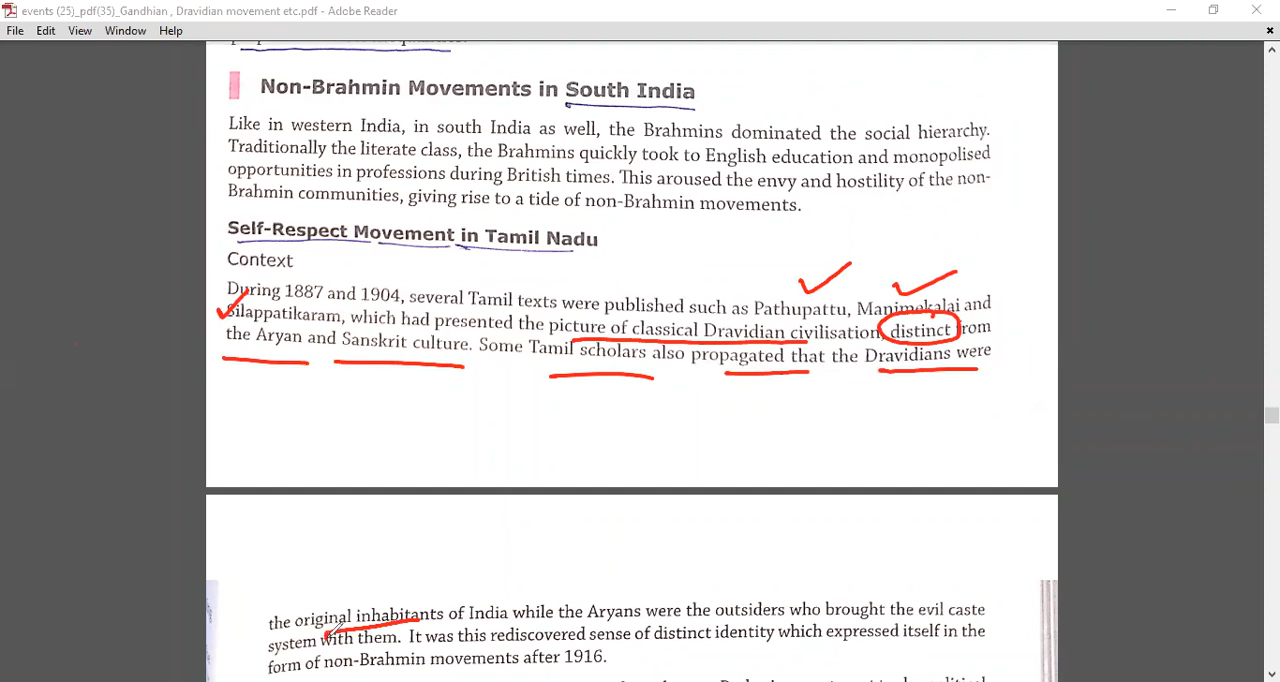 events (25)_pdf(35)_Gandhian , Dravidian movement etc.pdf - Adobe Reader
File Edit View Window Help
Non-Brahmin Movements in South India
Like in western India, in south India as well, the Brahmins dominated the social hierarchy.
Traditionally the literate class, the Brahmins quickly took to English education and monopolised
opportunities in professions during British times. This aroused the envy and hostility of the non-
Brahmin communities, giving rise to a tide of non-Brahmin movements.
Self-Respect Movement in Tamil Nadu
Context
During 1887 and 1904, several Tamil texts were published such as Pathupattu, Manimekalai and
Silappatikaram, which had presented the picture of classical Dravidian civilisation, distinct from
the Aryan and Sanskrit culture. Some Tamil scholars also propagated that the Dravidians were
the original inhabitants of India while the Aryans were the outsiders who brought the evil caste
system with them. It was this rediscovered sense of distinct identity which expressed itself in the
form of non-Brahmin movements after 1916.